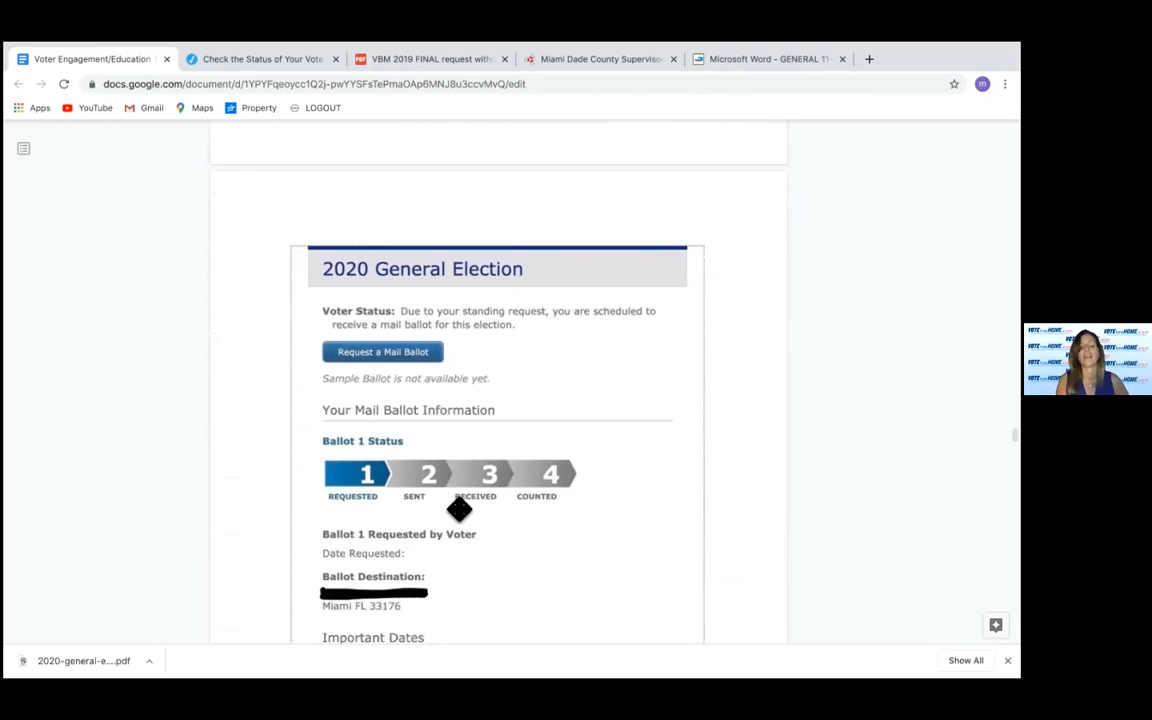 Voter Engagement/Education
Check the Status of Your Vote
VBM 2019 FINAL request with
Miami Dade County Supervisor
Microsoft Word - GENERAL 11-
docs.google.com/document/d/1YPYFqeoycc1Q2j-pwYYSFsTePmaOAp6MNJ8u3ccvMvQ/edit
m
Apps
YouTube
Gmail
Maps
Property
LOGOUT
2020 General Election
Voter Status: Due to your standing request, you are scheduled to
receive a mail ballot for this election.
Request a Mail Ballot
Sample Ballot is not available yet.
Your Mail Ballot Information
Ballot 1 Status
1 2 3 4
REQUESTED SENT RECEIVED COUNTED
Ballot 1 Requested by Voter
Date Requested:
Ballot Destination:
Miami FL 33176
Important Dates
2020-general-e....pdf
Show All